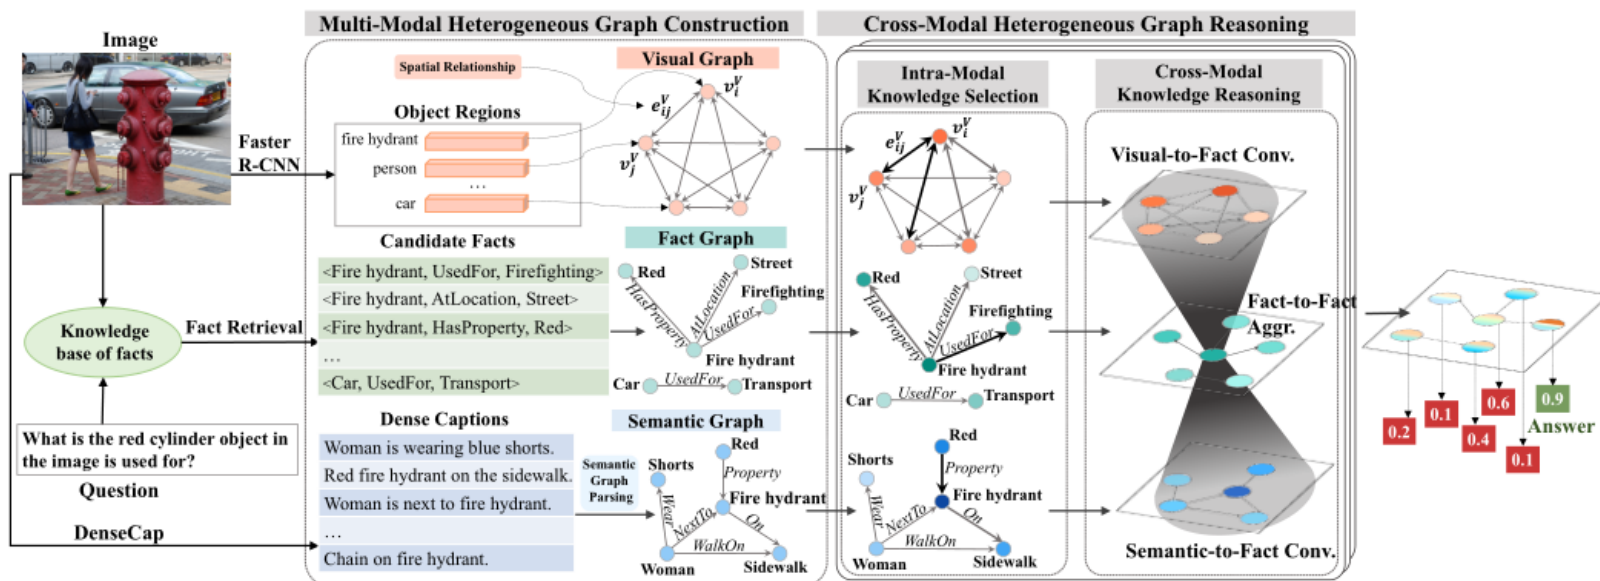 Multi-Modal Heterogeneous Graph Construction
Cross-Modal Heterogeneous Graph Reasoning
Image
Faster
R-CNN
Knowledge
base of facts
Fact Retrieval
What is the red cylinder object in
the image is used for?
Question
DenseCap
Spatial Relationship
Visual Graph
Object Regions
fire hydrant
person
...
car
e_{ij}^{V}
v_{i}^{V}
v_{j}^{V}
Candidate Facts
<Fire hydrant, UsedFor, Firefighting>
<Fire hydrant, AtLocation, Street>
<Fire hydrant, HasProperty, Red>
...
<Car, UsedFor, Transport>
Fact Graph
Red
Street
Firefighting
HasProperty
AtLocation
UsedFor
Fire hydrant
Car
UsedFor
Transport
Dense Captions
Woman is wearing blue shorts.
Red fire hydrant on the sidewalk.
Woman is next to fire hydrant.
...
Chain on fire hydrant.
Semantic
Graph
Parsing
Semantic Graph
Red
Shorts
Property
Fire hydrant
Wear
NextTo
On
WalkOn
Woman
Sidewalk
Intra-Modal
Knowledge Selection
v_{i}^{V}
e_{ij}^{V}
v_{j}^{V}
Red
Street
Firefighting
HasProperty
AtLocation
UsedFor
Fire hydrant
Car
UsedFor
Transport
Red
Shorts
Property
Fire hydrant
Wear
NextTo
On
WalkOn
Woman
Sidewalk
Cross-Modal
Knowledge Reasoning
Visual-to-Fact Conv.
Fact-to-Fact
Aggr.
Semantic-to-Fact Conv.
0.2
0.1
0.4
0.6
0.1
0.9
Answer